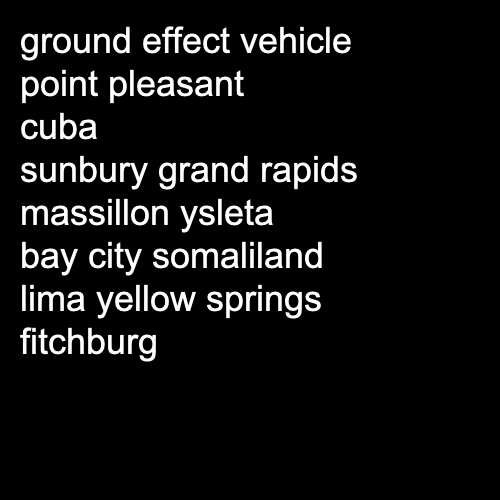 ground effect vehicle
point pleasant
cuba
sunbury grand rapids
massillon ysleta
bay city somaliland
lima yellow springs
fitchburg